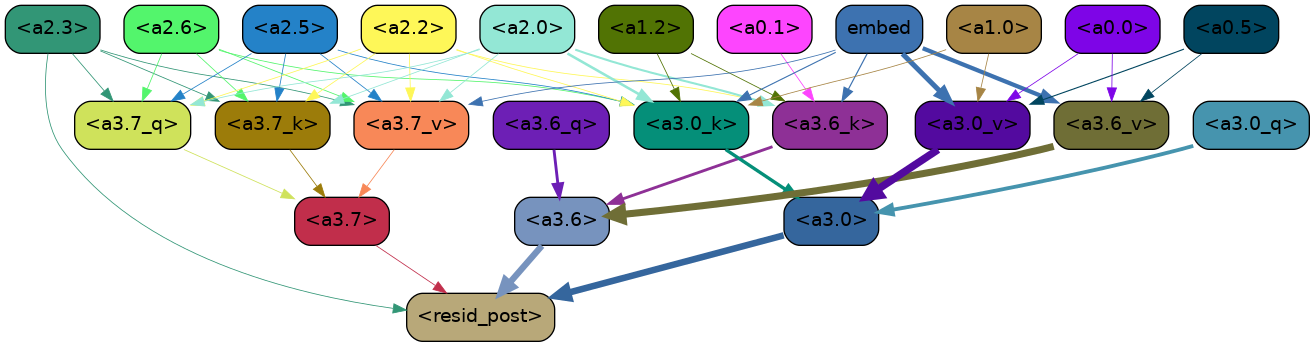 <a2.3> <a2.6> <a2.5> <a2.2> <a2.0> <a1.2> <a0.1> embed <a1.0> <a0.0> <a0.5>
<a3.7_q> <a3.7_k> <a3.7_v> <a3.6_q> <a3.0_k> <a3.6_k> <a3.0_v> <a3.6_v> <a3.0_q>
<a3.7> <a3.6> <a3.0>
<resid_post>